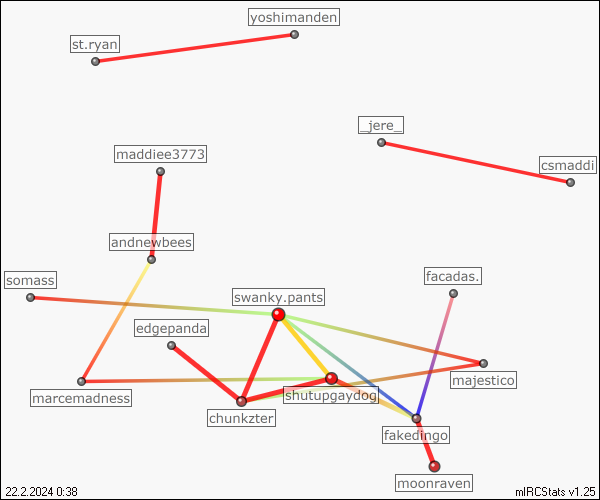 yoshimanden
st.ryan
_jere_
maddiee3773
csmaddi
andnewbees
somass
facadas.
swanky.pants
edgepanda
majestico
shutupgaydog
marcemadness
chunkzter
fakedingo
moonraven
22.2.2024 0:38
mIRCStats v1.25